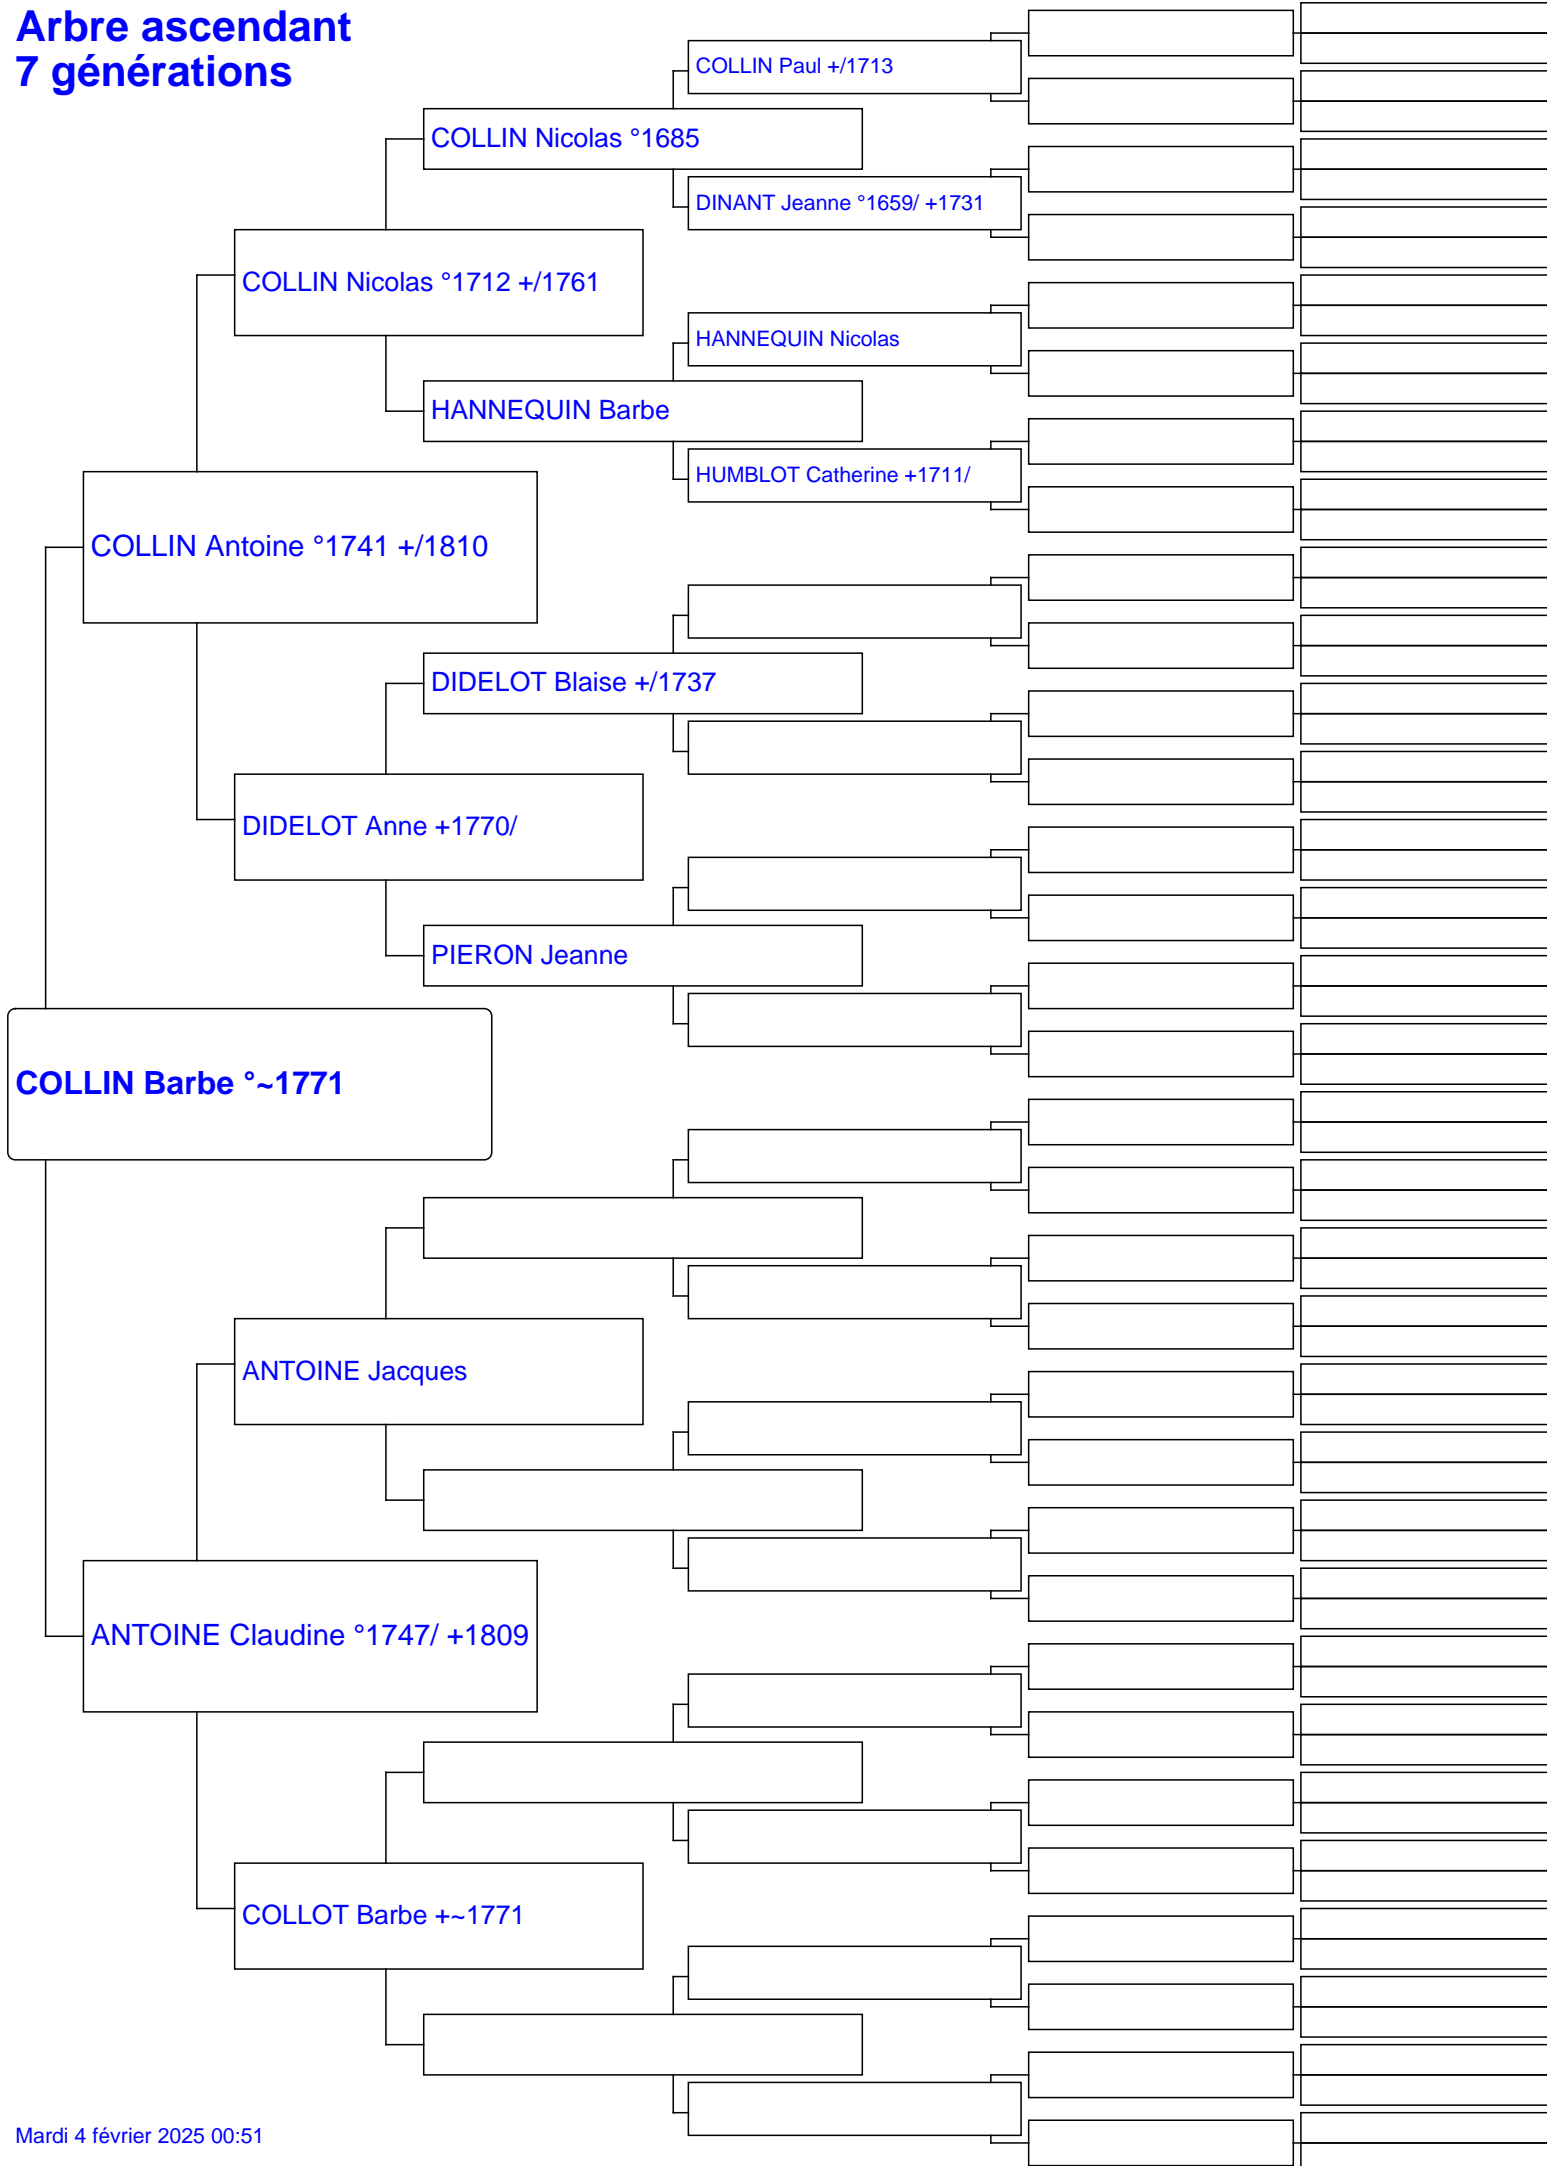 Arbre ascendant
7 générations
COLLIN Paul +/1713
COLLIN Nicolas °1685
DINANT Jeanne °1659/ +1731
COLLIN Nicolas °1712 +/1761
HANNEQUIN Nicolas
HANNEQUIN Barbe
HUMBLOT Catherine +1711/
COLLIN Antoine °1741 +/1810
DIDELOT Blaise +/1737
DIDELOT Anne +1770/
PIERON Jeanne
COLLIN Barbe °~1771
ANTOINE Jacques
ANTOINE Claudine °1747/ +1809
COLLOT Barbe +~1771
Mardi 4 février 2025 00:51